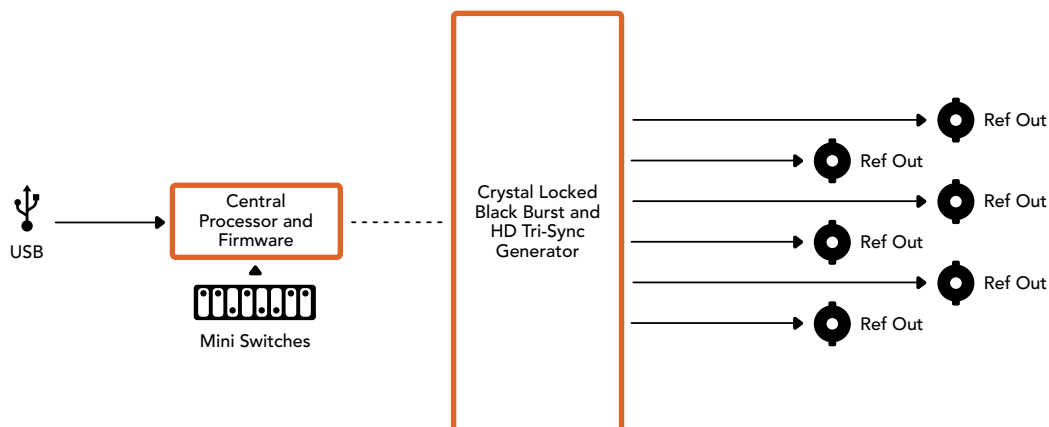 USB
Central
Processor and
Firmware
Mini Switches
Crystal Locked
Black Burst and
HD Tri-Sync
Generator
Ref Out
Ref Out
Ref Out
Ref Out
Ref Out
Ref Out